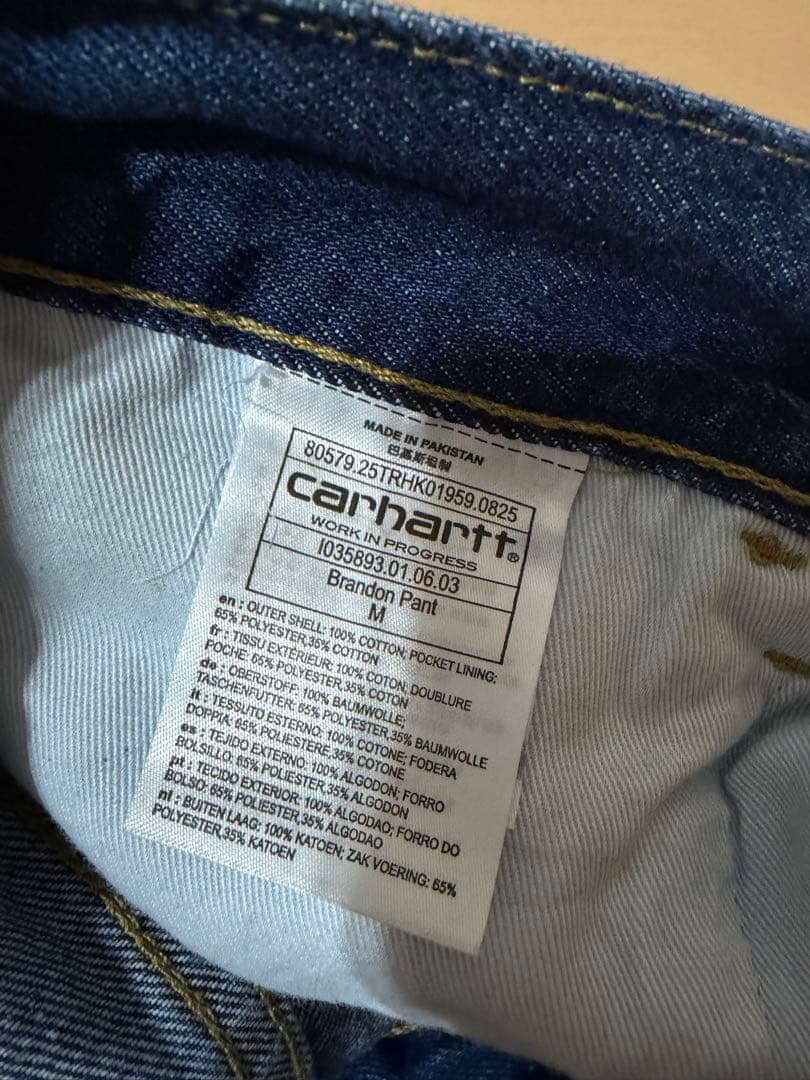 MADE IN PAKISTAN
巴基斯坦制
80579.25TRHK01959.0825
carhartt®
WORK IN PROGRESS
I035893.01.06.03
Brandon Pant
M
en : OUTER SHELL: 100% COTTON, POCKET LINING:
65% POLYESTER,35% COTTON
fr : TISSU EXTÉRIEUR: 100% COTON, DOUBLURE
POCHE: 65% POLYESTER,35% COTON
de : OBERSTOFF: 100% BAUMWOLLE;
TASCHENFUTTER: 65% POLYESTER,35% BAUMWOLLE
it : TESSUTO ESTERNO: 100% COTONE; FODERA
DOPPIA: 65% POLIESTERE,35% COTONE
es : TEJIDO EXTERNO: 100% ALGODON; FORRO
BOLSILLO: 65% POLIESTER,35% ALGODON
pt : TECIDO EXTERIOR: 100% ALGODAO; FORRO DO
BOLSO: 65% POLIESTER,35% ALGODAO
nl : BUITEN LAAG: 100% KATOEN; ZAK VOERING: 65%
POLYESTER,35% KATOEN